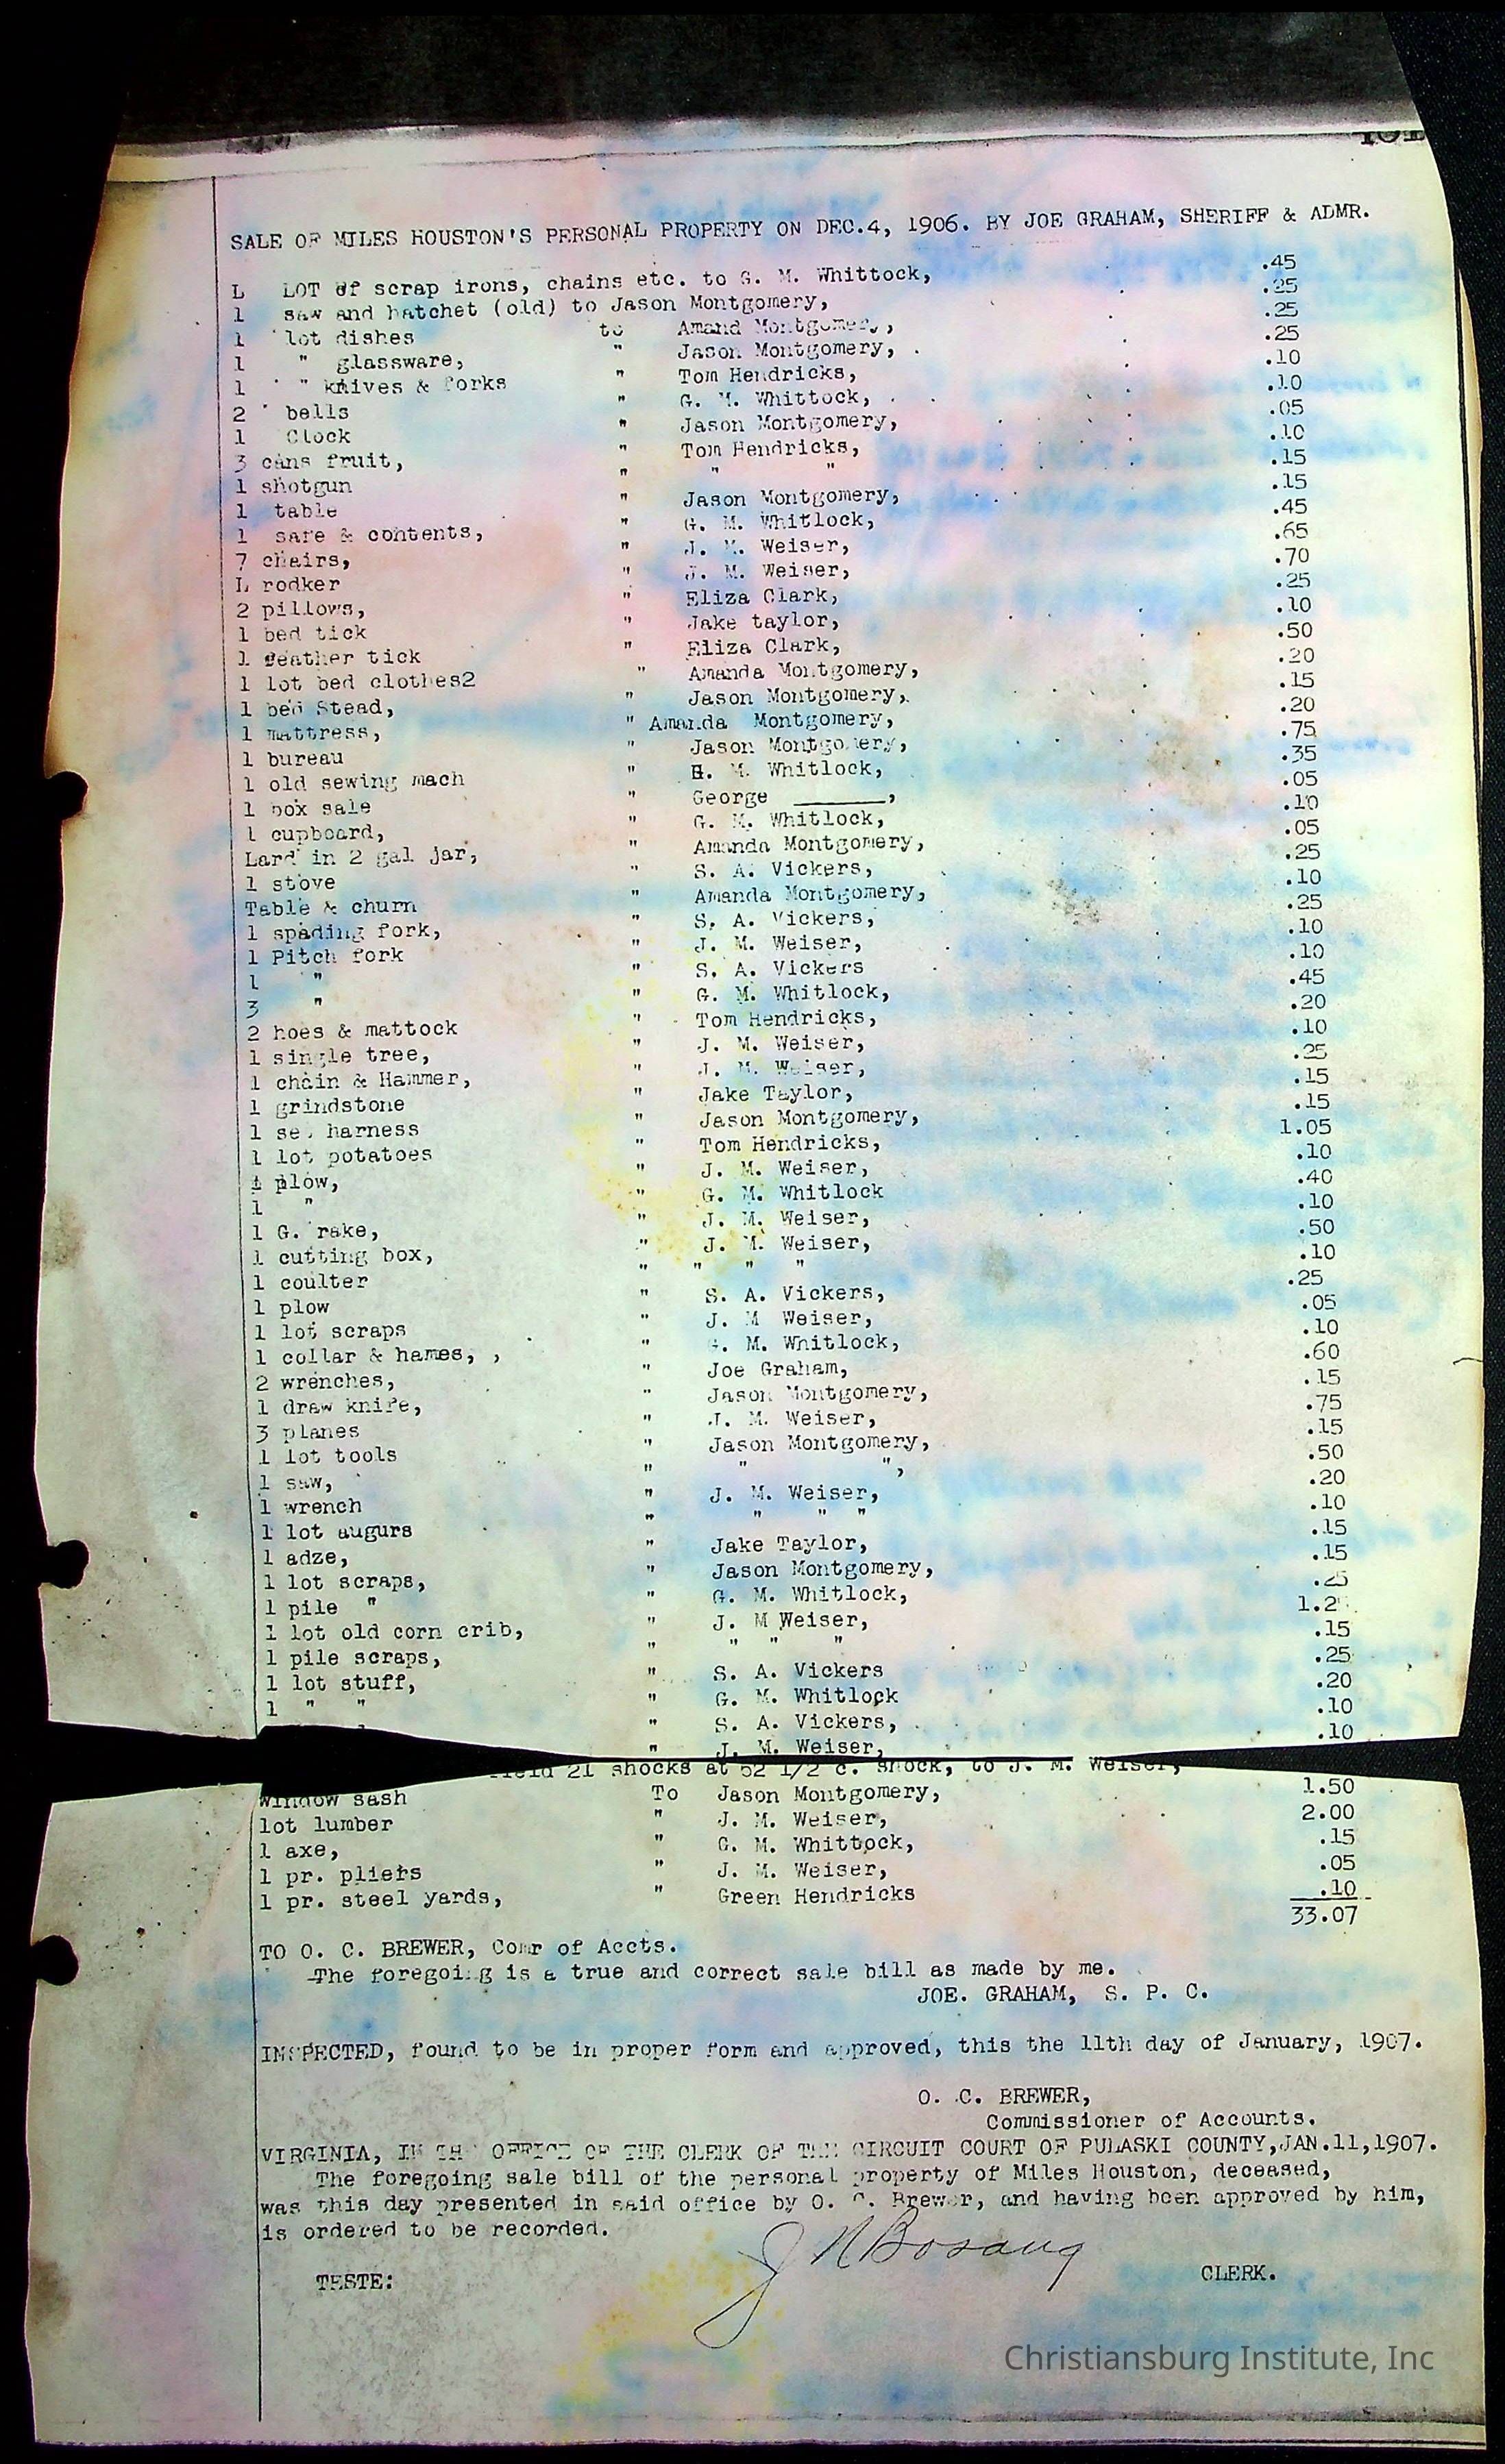 SALE OF MILES HOUSTON'S PERSONAL PROPERTY ON DEC.4, 1906. BY JOE GRAHAM, SHERIFF & ADMR.
L LOT of scrap irons, chains etc. to G. M. Whittock, .45
1 saw and hatchet (old) to Jason Montgomery, .25
1 lot dishes to Amand Montgomery, .25
1 " glassware, " Jason Montgomery, .25
1 " knives & forks " Tom Hendricks, .10
2 bells " G. M. Whittock, .10
1 Clock " Jason Montgomery, .05
3 cans fruit, " Tom Hendricks, .10
1 shotgun " " " .15
1 table " Jason Montgomery, .15
1 safe & contents, " G. M. Whitlock, .45
7 chairs, " J. M. Weiser, .65
L rodker " J. M. Weiser, .70
2 pillows, " Eliza Clark, .25
1 bed tick " Jake taylor, .10
1 feather tick " Eliza Clark, .50
1 lot bed clothes2 " Amanda Montgomery, .20
1 bed Stead, " Jason Montgomery, .15
1 mattress, " Amanda Montgomery, .20
1 bureau " Jason Montgomery, .75
1 old sewing mach " H. M. Whitlock, .35
1 box sale " George ______, .05
1 cupboard, " G. M. Whitlock, .10
Lard in 2 gal jar, " Amanda Montgomery, .05
1 stove " S. A. Vickers, .25
Table & churn " Amanda Montgomery, .10
1 spading fork, " S. A. Vickers, .25
1 Pitch fork " J. M. Weiser, .10
1 " " S. A. Vickers .10
3 " " G. M. Whitlock, .45
2 hoes & mattock " Tom Hendricks, .20
1 single tree, " J. M. Weiser, .10
1 chain & Hammer, " J. M. Weiser, .25
1 grindstone " Jake Taylor, .15
1 set harness " Jason Montgomery, .15
1 lot potatoes " Tom Hendricks, 1.05
1 plow, " J. M. Weiser, .10
1 " " G. M. Whitlock .40
1 G. rake, " J. M. Weiser, .10
1 cutting box, " J. M. Weiser, .50
1 coulter " " " " .10
1 plow " S. A. Vickers, .25
1 lot scraps " J. M Weiser, .05
1 collar & hames, , " G. M. Whitlock, .10
2 wrenches, " Joe Graham, .60
1 draw knife, " Jason Montgomery, .15
3 planes " J. M. Weiser, .75
1 lot tools " Jason Montgomery, .15
1 saw, " " ", .50
1 wrench " J. M. Weiser, .20
1 lot augurs " " " " .10
1 adze, " Jake Taylor, .15
1 lot scraps, " Jason Montgomery, .15
1 pile " " G. M. Whitlock, .25
1 lot old corn crib, " J. M Weiser, 1.2
1 pile scraps, " " " " .15
1 lot stuff, " S. A. Vickers .25
1 " " " G. M. Whitlock .20
" S. A. Vickers, .10
" J. M. Weiser, .10
21 shocks at 52 1/2 c. shock, to J. M. Weiser,
Window sash To Jason Montgomery, 1.50
lot lumber " J. M. Weiser, 2.00
1 axe, " G. M. Whittock, .15
1 pr. pliers " J. M. Weiser, .05
1 pr. steel yards, " Green Hendricks .10
33.07
TO O. C. BREWER, Comr of Accts.
The foregoing is a true and correct sale bill as made by me.
JOE. GRAHAM, S. P. C.
INSPECTED, found to be in proper form and approved, this the 11th day of January, 1907.
O. C. BREWER,
Commissioner of Accounts.
VIRGINIA, IN THE OFFICE OF THE CLERK OF THE CIRCUIT COURT OF PULASKI COUNTY,JAN.11,1907.
The foregoing sale bill of the personal property of Miles Houston, deceased,
was this day presented in said office by O. C. Brewer, and having been approved by him,
is ordered to be recorded.
J N Bosang
TESTE: CLERK.
Christiansburg Institute, Inc